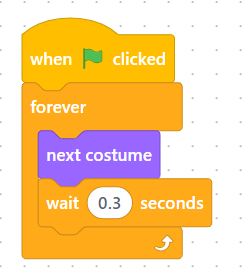 when clicked
forever
next costume
wait 0.3 seconds